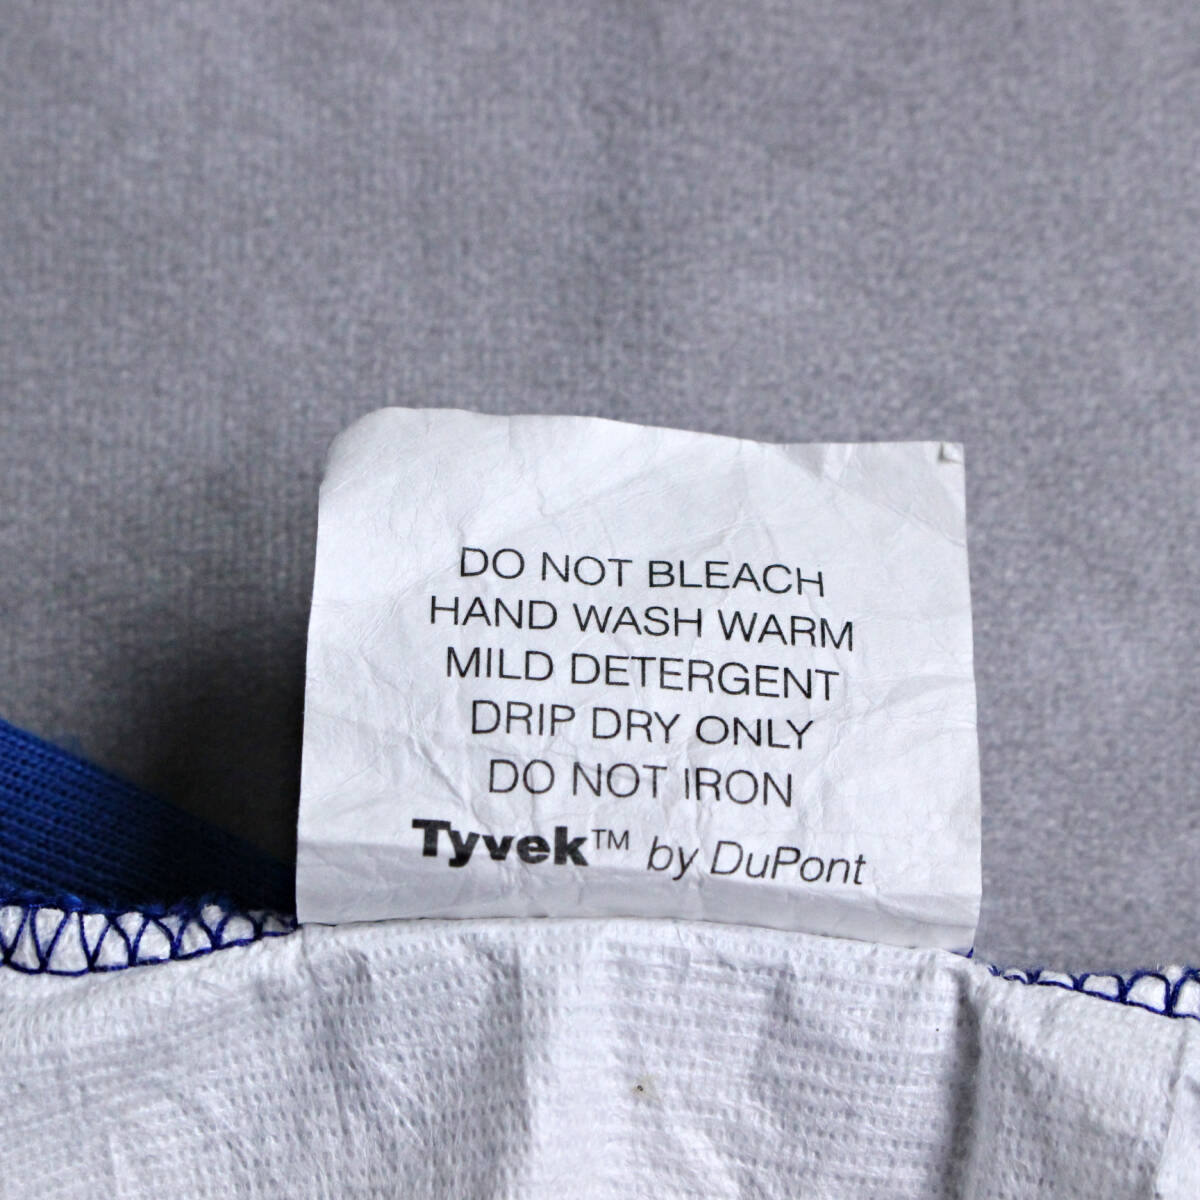 DO NOT BLEACH
HAND WASH WARM
MILD DETERGENT
DRIP DRY ONLY
DO NOT IRON
Tyvek™ by DuPont